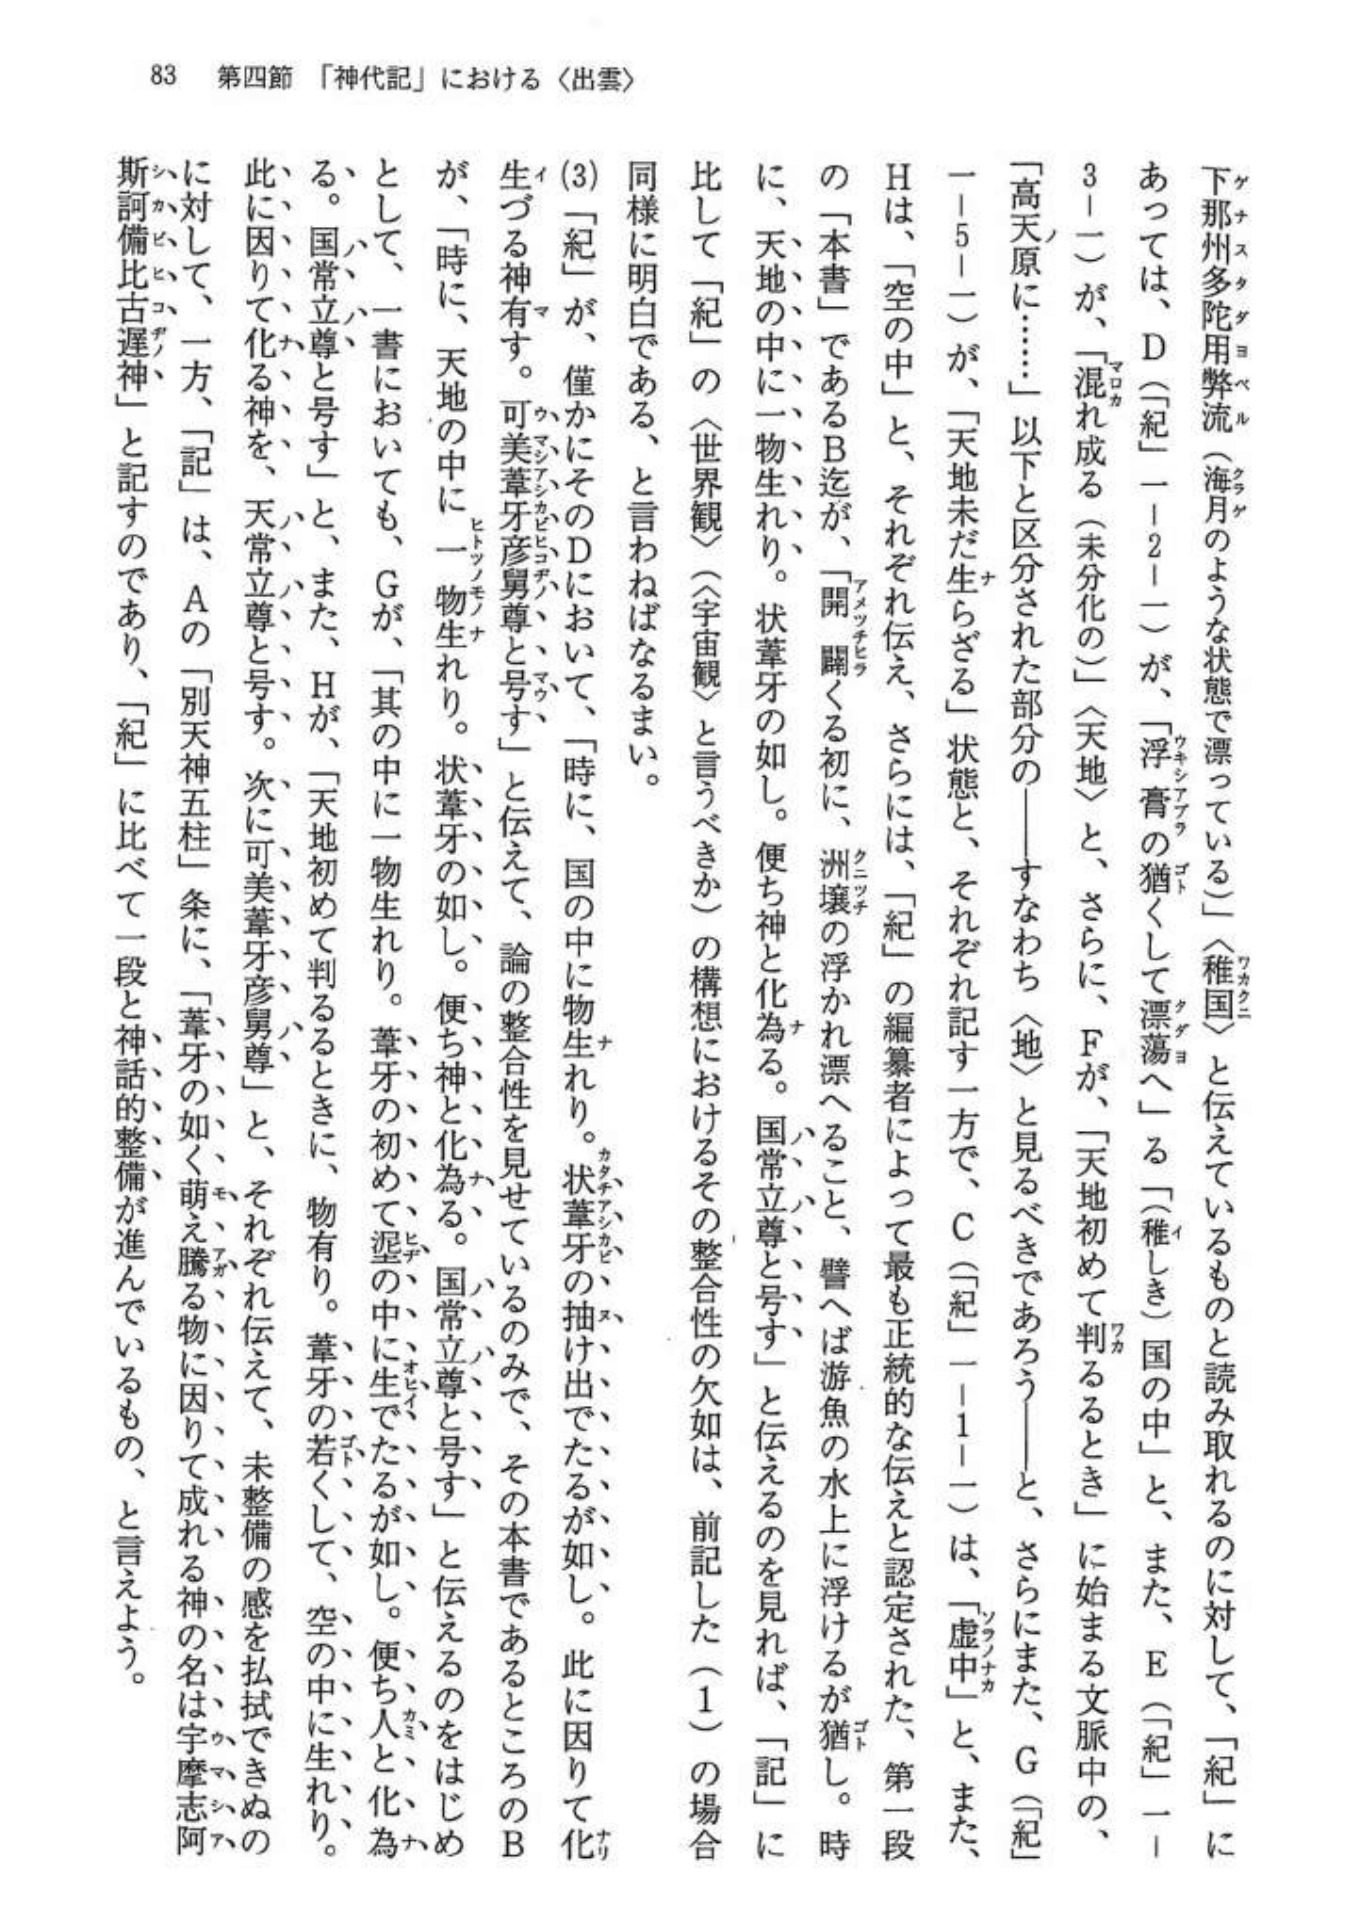 83　第四節　「神代記」における〈出雲〉
下那州多陀用弊流（海月のような状態で漂っている）」〈稚国〉と伝えているものと読み取れるのに対して、「紀」に
あっては、D（「紀」一－2－一）が、「浮膏の猶くして漂蕩へ」る「（稚しき）国の中」と、また、E（「紀」一－
3－一）が、「混れ成る（未分化の）」〈天地〉と、さらに、Fが、「天地初めて判るるとき」に始まる文脈中の、
「高天原に……」以下と区分された部分の――すなわち〈地〉と見るべきであろう――と、さらにまた、G（「紀」
一－5－一）が、「天地未だ生らざる」状態と、それぞれ記す一方で、C（「紀」一－1－一）は、「虚中」と、また、
Hは、「空の中」と、それぞれ伝え、さらには、「紀」の編纂者によって最も正統的な伝えと認定された、第一段
の「本書」であるB迄が、「開闢くる初に、洲壌の浮かれ漂へること、譬へば游魚の水上に浮けるが猶し。時
に、天地の中に一物生れり。状葦牙の如し。便ち神と化為る。国常立尊と号す」と伝えるのを見れば、「記」に
比して「紀」の〈世界観〉（〈宇宙観〉と言うべきか）の構想におけるその整合性の欠如は、前記した（1）の場合
同様に明白である、と言わねばなるまい。
(3)「紀」が、僅かにそのDにおいて、「時に、国の中に物生れり。状葦牙の抽け出でたるが如し。此に因りて化
生づる神有す。可美葦牙彦舅尊と号す」と伝えて、論の整合性を見せているのみで、その本書であるところのB
が、「時に、天地の中に一物生れり。状葦牙の如し。便ち神と化為る。国常立尊と号す」と伝えるのをはじめ
として、一書においても、Gが、「其の中に一物生れり。葦牙の初めて泥の中に生でたるが如し。便ち人と化為
る。国常立尊と号す」と、また、Hが、「天地初めて判るるときに、物有り。葦牙の若くして、空の中に生れり。
此に因りて化る神を、天常立尊と号す。次に可美葦牙彦舅尊」と、それぞれ伝えて、未整備の感を払拭できぬの
に対して、一方、「記」は、Aの「別天神五柱」条に、「葦牙の如く萌え騰る物に因りて成れる神の名は宇摩志阿
斯訶備比古遅神」と記すのであり、「紀」に比べて一段と神話的整備が進んでいるもの、と言えよう。